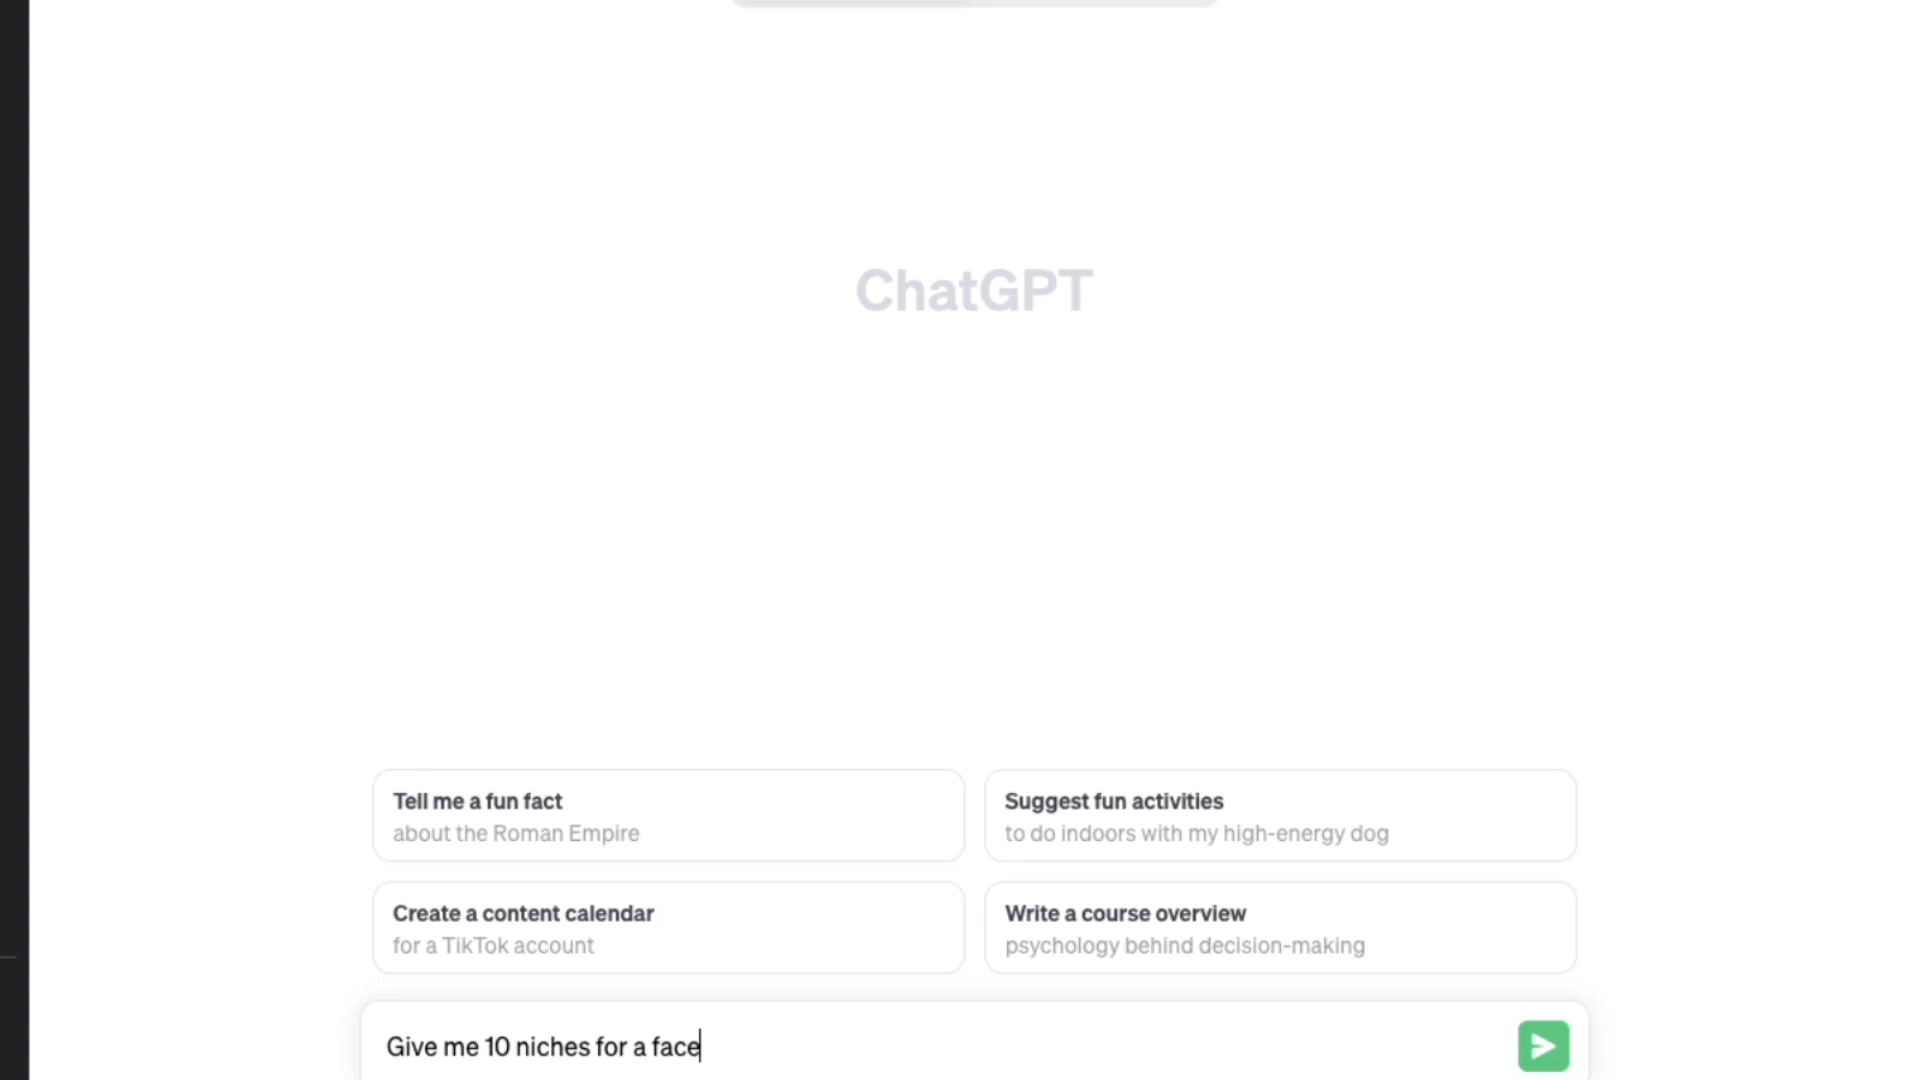 ChatGPT
Tell me a fun fact
about the Roman Empire
Suggest fun activities
to do indoors with my high-energy dog
Create a content calendar
for a TikTok account
Write a course overview
psychology behind decision-making
Give me 10 niches for a face